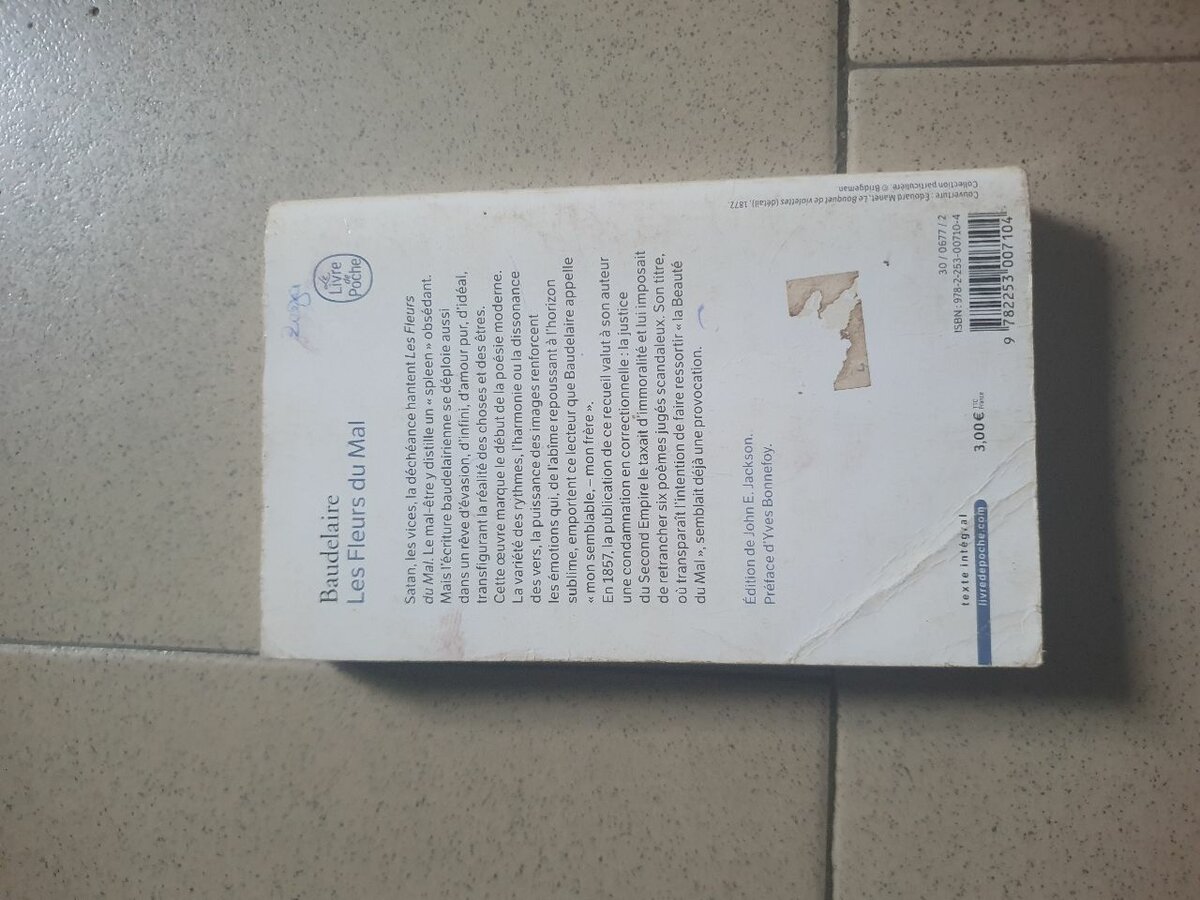 Baudelaire
Les Fleurs du Mal
Le
Livre
de
Poche
Satan, les vices, la déchéance hantent Les Fleurs
du Mal. Le mal-être y distille un « spleen » obsédant.
Mais l'écriture baudelairienne se déploie aussi
dans un rêve d'évasion, d'infini, d'amour pur, d'idéal,
transfigurant la réalité des choses et des êtres.
Cette œuvre marque le début de la poésie moderne.
La variété des rythmes, l'harmonie ou la dissonance
des vers, la puissance des images renforcent
les émotions qui, de l'abîme repoussant à l'horizon
sublime, emportent ce lecteur que Baudelaire appelle
« mon semblable, – mon frère ».
En 1857, la publication de ce recueil valut à son auteur
une condamnation en correctionnelle : la justice
du Second Empire le taxait d'immoralité et lui imposait
de retrancher six poèmes jugés scandaleux. Son titre,
où transparaît l'intention de faire ressortir « la Beauté
du Mal », semblait déjà une provocation.
Édition de John E. Jackson.
Préface d'Yves Bonnefoy.
texte intégral
livredepoche.com
3,00 € TTC
France
30 / 0677 / 2
ISBN : 978-2-253-00710-4
9 782253 007104
Couverture : Édouard Manet, Le Bouquet de violettes (détail), 1872.
Collection particulière © Bridgeman